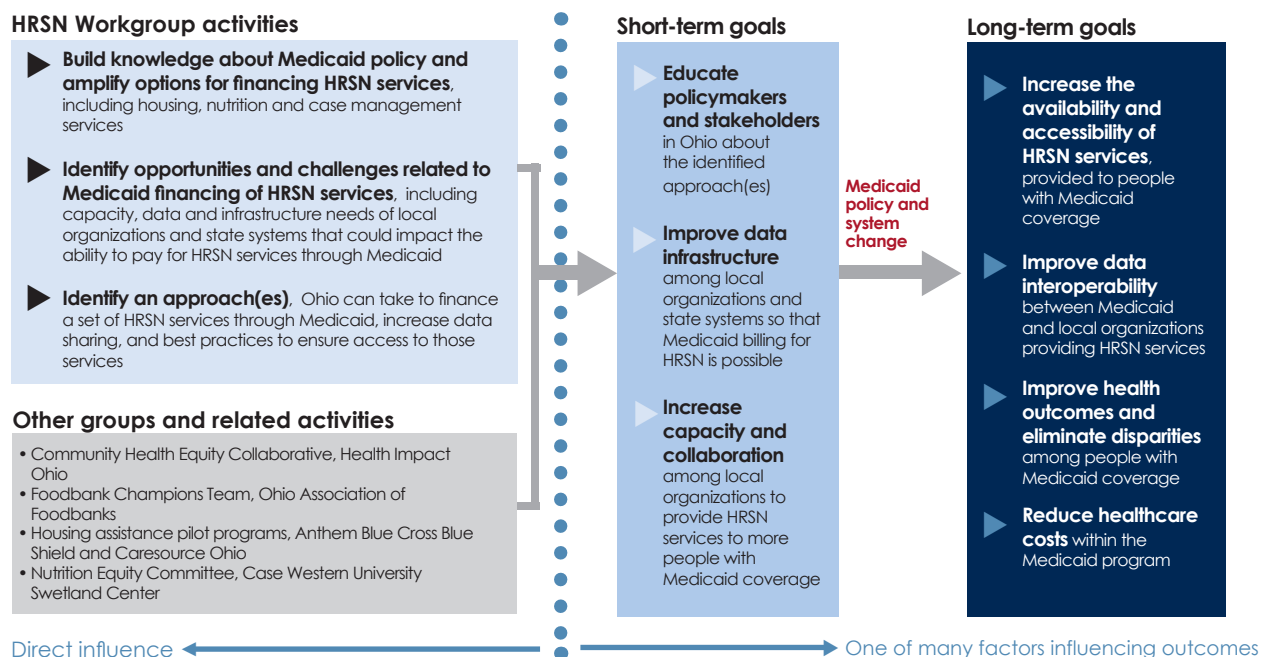 HRSN Workgroup activities
Build knowledge about Medicaid policy and
amplify options for financing HRSN services,
including housing, nutrition and case management
services
Identify opportunities and challenges related to
Medicaid financing of HRSN services, including
capacity, data and infrastructure needs of local
organizations and state systems that could impact the
ability to pay for HRSN services through Medicaid
Identify an approach(es), Ohio can take to finance
a set of HRSN services through Medicaid, increase data
sharing, and best practices to ensure access to those
services
Other groups and related activities
• Community Health Equity Collaborative, Health Impact
Ohio
• Foodbank Champions Team, Ohio Association of
Foodbanks
• Housing assistance pilot programs, Anthem Blue Cross Blue
Shield and Caresource Ohio
• Nutrition Equity Committee, Case Western University
Swetland Center
Direct influence
Short-term goals
Educate
policymakers
and stakeholders
in Ohio about
the identified
approach(es)
Improve data
infrastructure
among local
organizations and
state systems so that
Medicaid billing for
HRSN is possible
Increase
capacity and
collaboration
among local
organizations to
provide HRSN
services to more
people with
Medicaid coverage
Medicaid
policy and
system
change
Long-term goals
Increase the
availability and
accessibility of
HRSN services,
provided to people
with Medicaid
coverage
Improve data
interoperability
between Medicaid
and local organizations
providing HRSN services
Improve health
outcomes and
eliminate disparities
among people with
Medicaid coverage
Reduce healthcare
costs within the
Medicaid program
One of many factors influencing outcomes